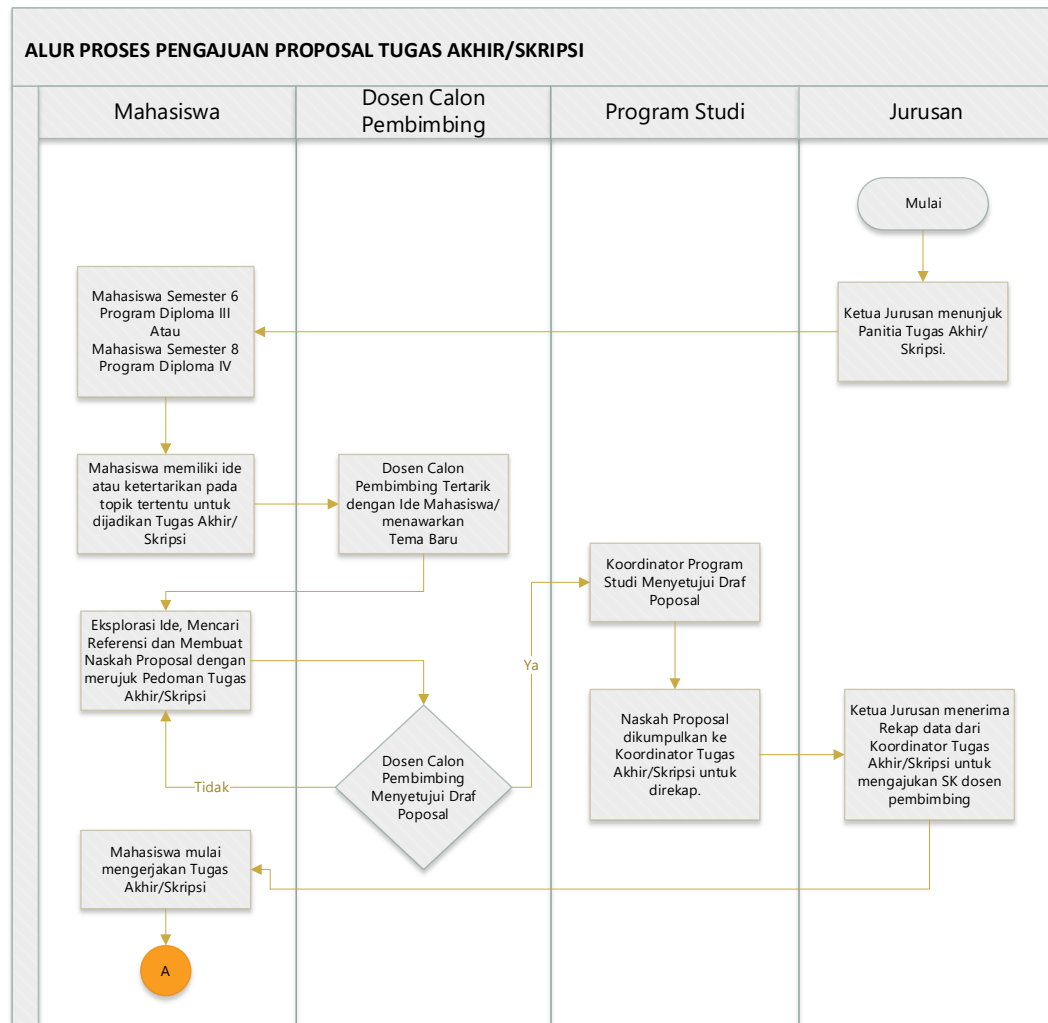 ALUR PROSES PENGAJUAN PROPOSAL TUGAS AKHIR/SKRIPSI
Mahasiswa
Dosen Calon
Pembimbing
Program Studi
Jurusan
Mulai
Ketua Jurusan menunjuk
Panitia Tugas Akhir/
Skripsi.
Mahasiswa Semester 6
Program Diploma III
Atau
Mahasiswa Semester 8
Program Diploma IV
Mahasiswa memiliki ide
atau ketertarikan pada
topik tertentu untuk
dijadikan Tugas Akhir/
Skripsi
Dosen Calon
Pembimbing Tertarik
dengan Ide Mahasiswa/
menawarkan
Tema Baru
Eksplorasi Ide, Mencari
Referensi dan Membuat
Naskah Proposal dengan
merujuk Pedoman Tugas
Akhir/Skripsi
Dosen Calon
Pembimbing
Menyetujui Draf
Poposal
Tidak
Ya
Koordinator Program
Studi Menyetujui Draf
Poposal
Naskah Proposal
dikumpulkan ke
Koordinator Tugas
Akhir/Skripsi untuk
direkap.
Ketua Jurusan menerima
Rekap data dari
Koordinator Tugas
Akhir/Skripsi untuk
mengajukan SK dosen
pembimbing
Mahasiswa mulai
mengerjakan Tugas
Akhir/Skripsi
A